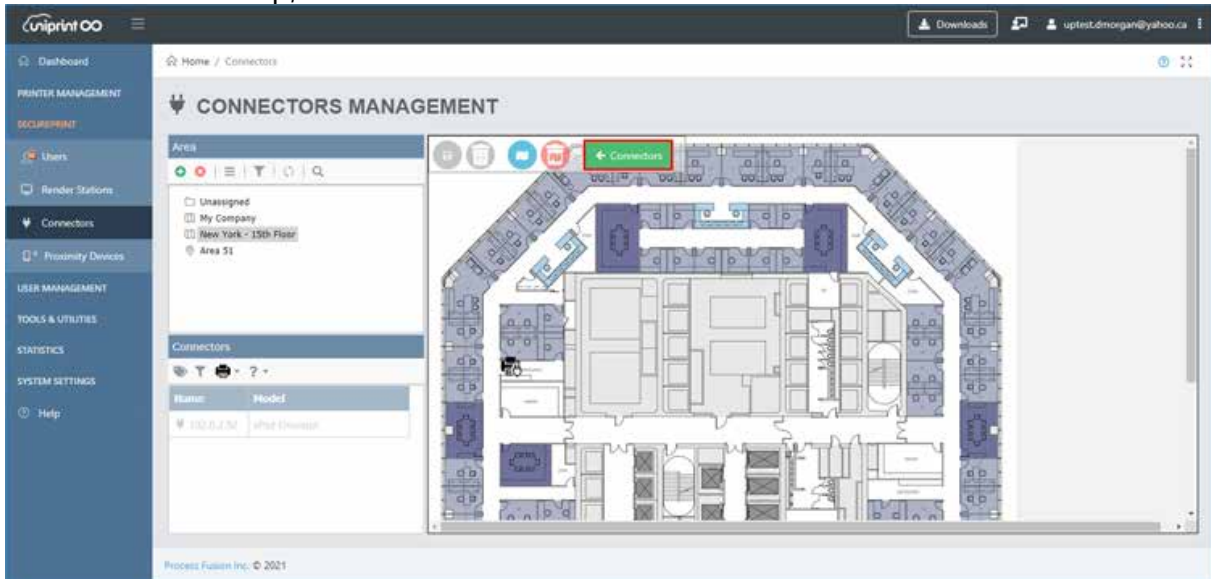 uniprint
Downloads
uptest.dmorgan@yahoo.ca
Dashboard
Home / Connectors
PRINTER MANAGEMENT
CONNECTORS MANAGEMENT
SECUREPRINT
Area
Users
Connectors
Render Stations
Unassigned
My Company
Connectors
New York - 15th Floor
Area 51
Proximity Devices
USER MANAGEMENT
TOOLS & UTILITIES
STATISTICS
Connectors
SYSTEM SETTINGS
?
Name Model
Help
Process Fusion Inc. © 2021